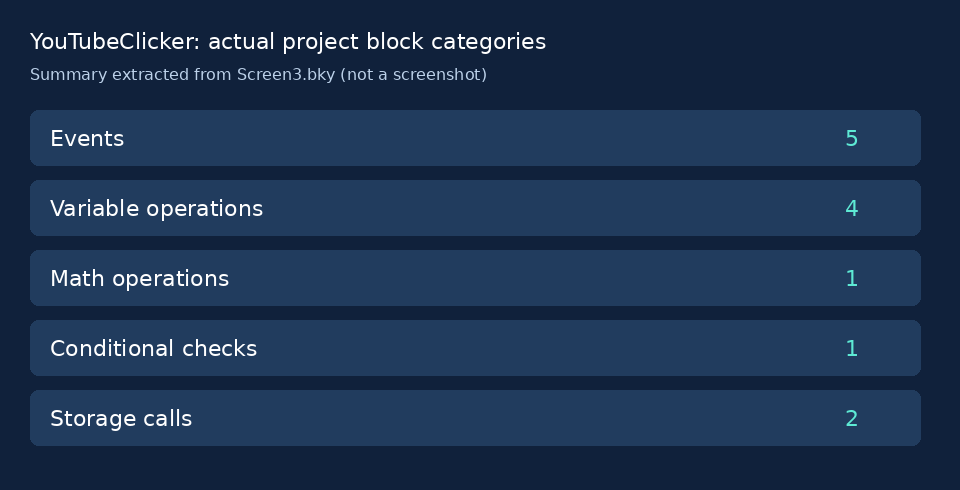 YouTubeClicker: actual project block categories
Summary extracted from Screen3.bky (not a screenshot)
Events 5
Variable operations 4
Math operations 1
Conditional checks 1
Storage calls 2